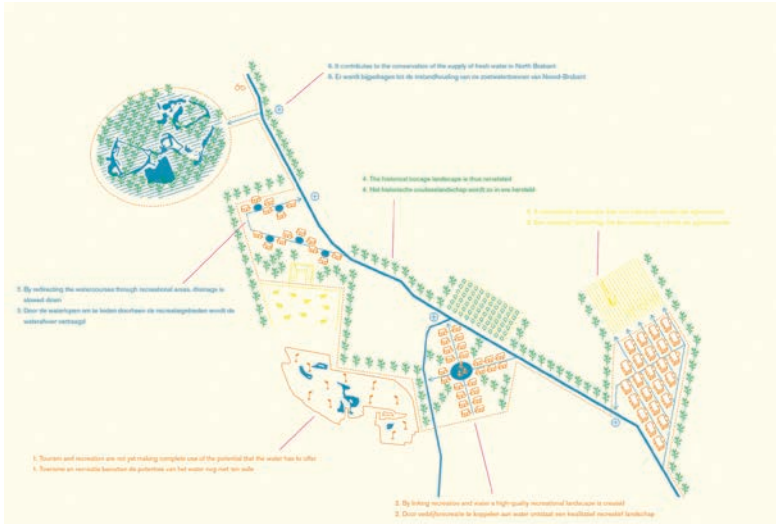 6. It contributes to the conservation of the supply of fresh water in North Brabant
6. Er wordt bijgedragen tot de instandhouding van de zoetwatertoevoer van Noord-Brabant
4. The historical bocage landscape is thus reinstated
4. Het historische coulisselandschap wordt zo in ere hersteld
3. By redirecting the watercourses through recreational areas, drainage is
slowed down
3. Door de waterlopen om te leiden doorheen de recreatiegebieden wordt de
waterafvoer vertraagd
1. Tourism and recreation are not yet making complete use of the potential that the water has to offer
1. Toerisme en recreatie benutten de potenties van het water nog niet ten volle
2. By linking recreation and water a high-quality recreational landscape is created
2. Door verblijfsrecreatie te koppelen aan water ontstaat een kwalitatief recreatief landschap